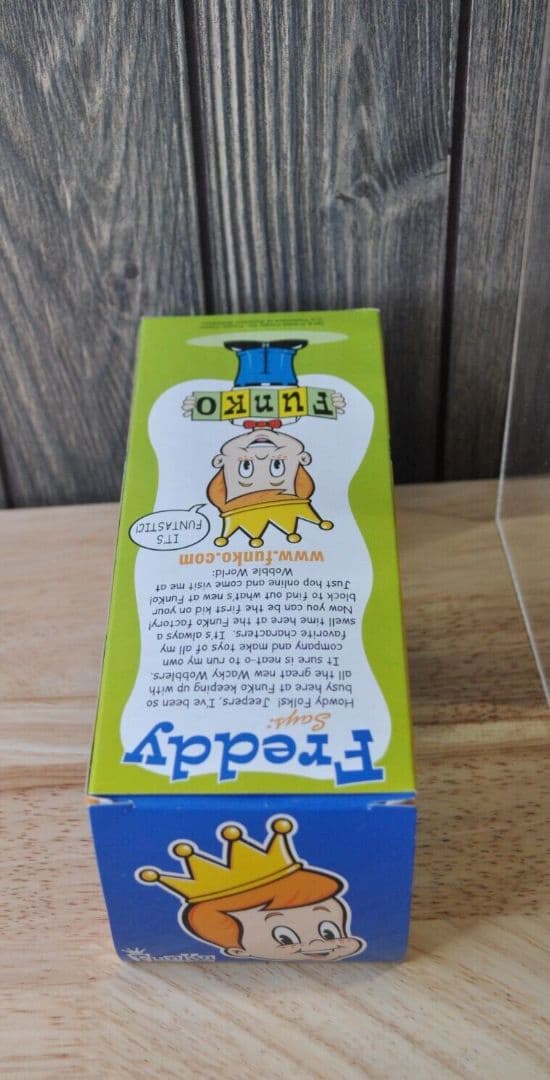 Freddy
Says:
Howdy Folks! Jeepers, I've been so
busy here at Funko keeping up with
all the great new Wacky Wobblers.
It sure is neat-o to run my own
company and make toys of all my
favorite characters. It's always a
swell time here at the Funko factory!
Now you can be the first kid on your
block to find out what's new at Funko!
Just hop online and come visit me at
Wobble World:
www.funko.com
IT'S
FUNTASTIC!
Funko
Funko